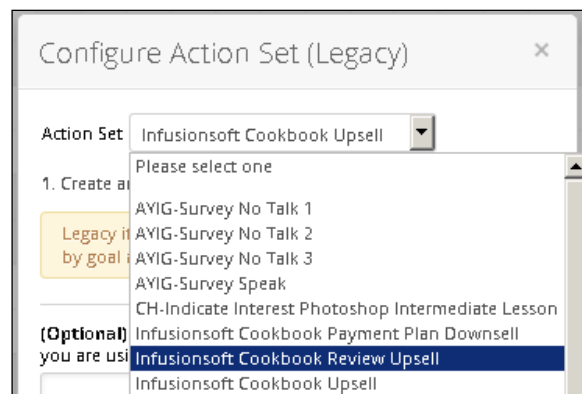 Configure Action Set (Legacy) ×
Action Set Infusionsoft Cookbook Upsell
Please select one
1. Create
AYIG-Survey No Talk 1
Legacy
AYIG-Survey No Talk 2
by goal
AYIG-Survey No Talk 3
AYIG-Survey Speak
CH-Indicate Interest Photoshop Intermediate Lesson
(Optional) Infusionsoft Cookbook Payment Plan Downsell
you are Infusionsoft Cookbook Review Upsell
Infusionsoft Cookbook Upsell